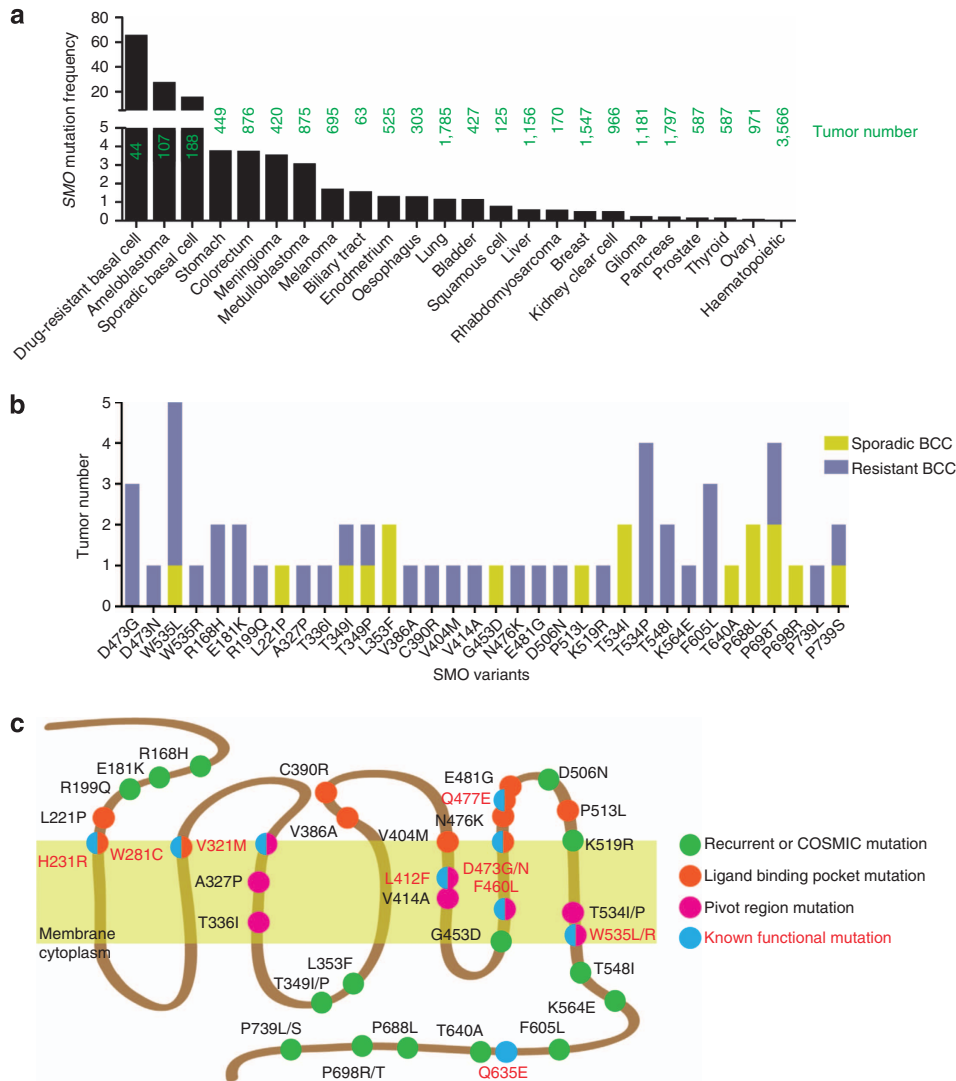 a
SMO mutation frequency
80
60
40
20
5
4
3
2
1
0
44
107
188
449
876
420
875
695
63
525
303
1,785
427
125
1,156
170
1,547
966
1,181
1,797
587
587
971
3,566
Tumor number
Drug-resistant basal cell
Ameloblastoma
Sporadic basal cell
Stomach
Colorectum
Meningioma
Medulloblastoma
Melanoma
Biliary tract
Enodmetrium
Oesophagus
Lung
Bladder
Squamous cell
Liver
Rhabdomyosarcoma
Breast
Kidney clear cell
Glioma
Pancreas
Prostate
Thyroid
Ovary
Haematopoietic
b
Tumor number
5
4
3
2
1
0
Sporadic BCC
Resistant BCC
D473G
D473N
W535L
W535R
R168H
E181K
R199Q
L221P
A327P
T336I
T349I
T349P
L353F
V386A
C390R
V404M
V414A
G453D
N476K
E481G
D506N
P513L
K519R
T534I
T534P
T548I
K564E
F605L
T640A
P688L
P698T
P698R
P739L
P739S
SMO variants
c
R168H
E181K
R199Q
L221P
H231R
W281C
V321M
A327P
T336I
C390R
V386A
V404M
L412F
V414A
E481G
Q477E
N476K
D473G/N
F460L
G453D
D506N
P513L
K519R
T534I/P
W535L/R
T548I
K564E
Membrane
cytoplasm
L353F
T349I/P
P739L/S
P698R/T
P688L
T640A
Q635E
F605L
Recurrent or COSMIC mutation
Ligand binding pocket mutation
Pivot region mutation
Known functional mutation